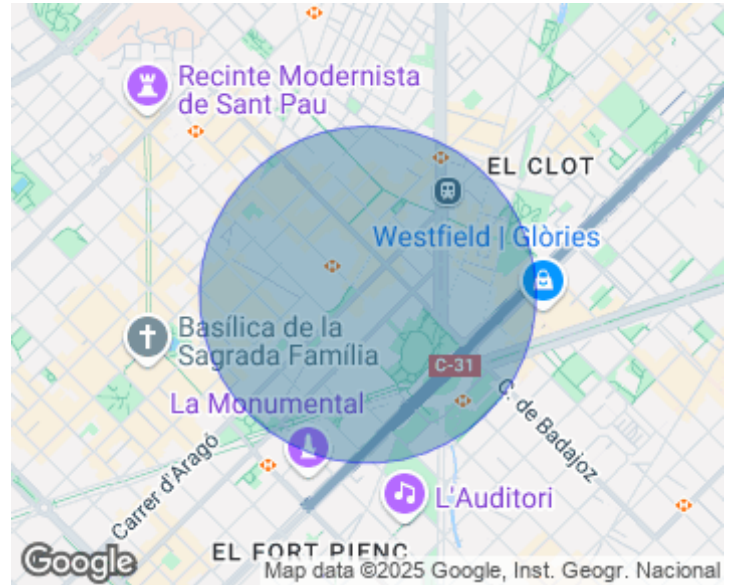 Recinte Modernista
de Sant Pau
EL CLOT
Westfield | Glòries
Basílica de la
Sagrada Família
C-31
La Monumental
C. de Badajoz
Carrer d'Aragó
L'Auditori
EL FORT PIENC
Google
Map data ©2025 Google, Inst. Geogr. Nacional